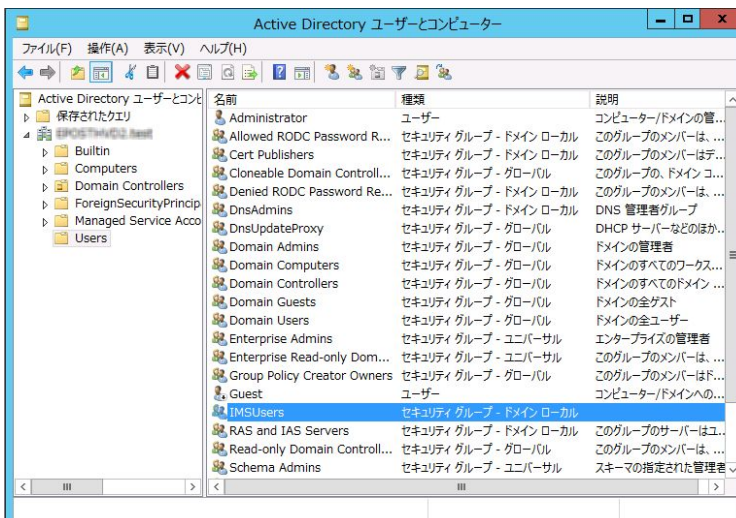 Active Directory ユーザーとコンピューター
ファイル(F) 操作(A) 表示(V) ヘルプ(H)
Active Directory ユーザーとコンピ
保存されたクエリ
Builtin
Computers
Domain Controllers
ForeignSecurityPrincip
Managed Service Acco
Users
名前 種類 説明
Administrator ユーザー コンピューター/ドメインの管...
Allowed RODC Password R... セキュリティ グループ - ドメイン ローカル このグループのメンバーは、...
Cert Publishers セキュリティ グループ - ドメイン ローカル このグループのメンバーはデ...
Cloneable Domain Controll... セキュリティ グループ - グローバル このグループの、ドメイン コ...
Denied RODC Password Re... セキュリティ グループ - ドメイン ローカル このグループのメンバーは、...
DnsAdmins セキュリティ グループ - ドメイン ローカル DNS 管理者グループ
DnsUpdateProxy セキュリティ グループ - グローバル DHCP サーバーなどのほか...
Domain Admins セキュリティ グループ - グローバル ドメインの管理者
Domain Computers セキュリティ グループ - グローバル ドメインのすべてのワークス...
Domain Controllers セキュリティ グループ - グローバル ドメインのすべてのドメイン ...
Domain Guests セキュリティ グループ - グローバル ドメインの全ゲスト
Domain Users セキュリティ グループ - グローバル ドメインの全ユーザー
Enterprise Admins セキュリティ グループ - ユニバーサル エンタープライズの管理者
Enterprise Read-only Dom... セキュリティ グループ - ユニバーサル このグループのメンバーは、...
Group Policy Creator Owners セキュリティ グループ - グローバル このグループのメンバーはド...
Guest ユーザー コンピューター/ドメインへの...
IMSUsers セキュリティ グループ - ドメイン ローカル
RAS and IAS Servers セキュリティ グループ - ドメイン ローカル このグループのサーバーはユ...
Read-only Domain Controll... セキュリティ グループ - グローバル このグループのメンバーは、...
Schema Admins セキュリティ グループ - ユニバーサル スキーマの指定された管理者